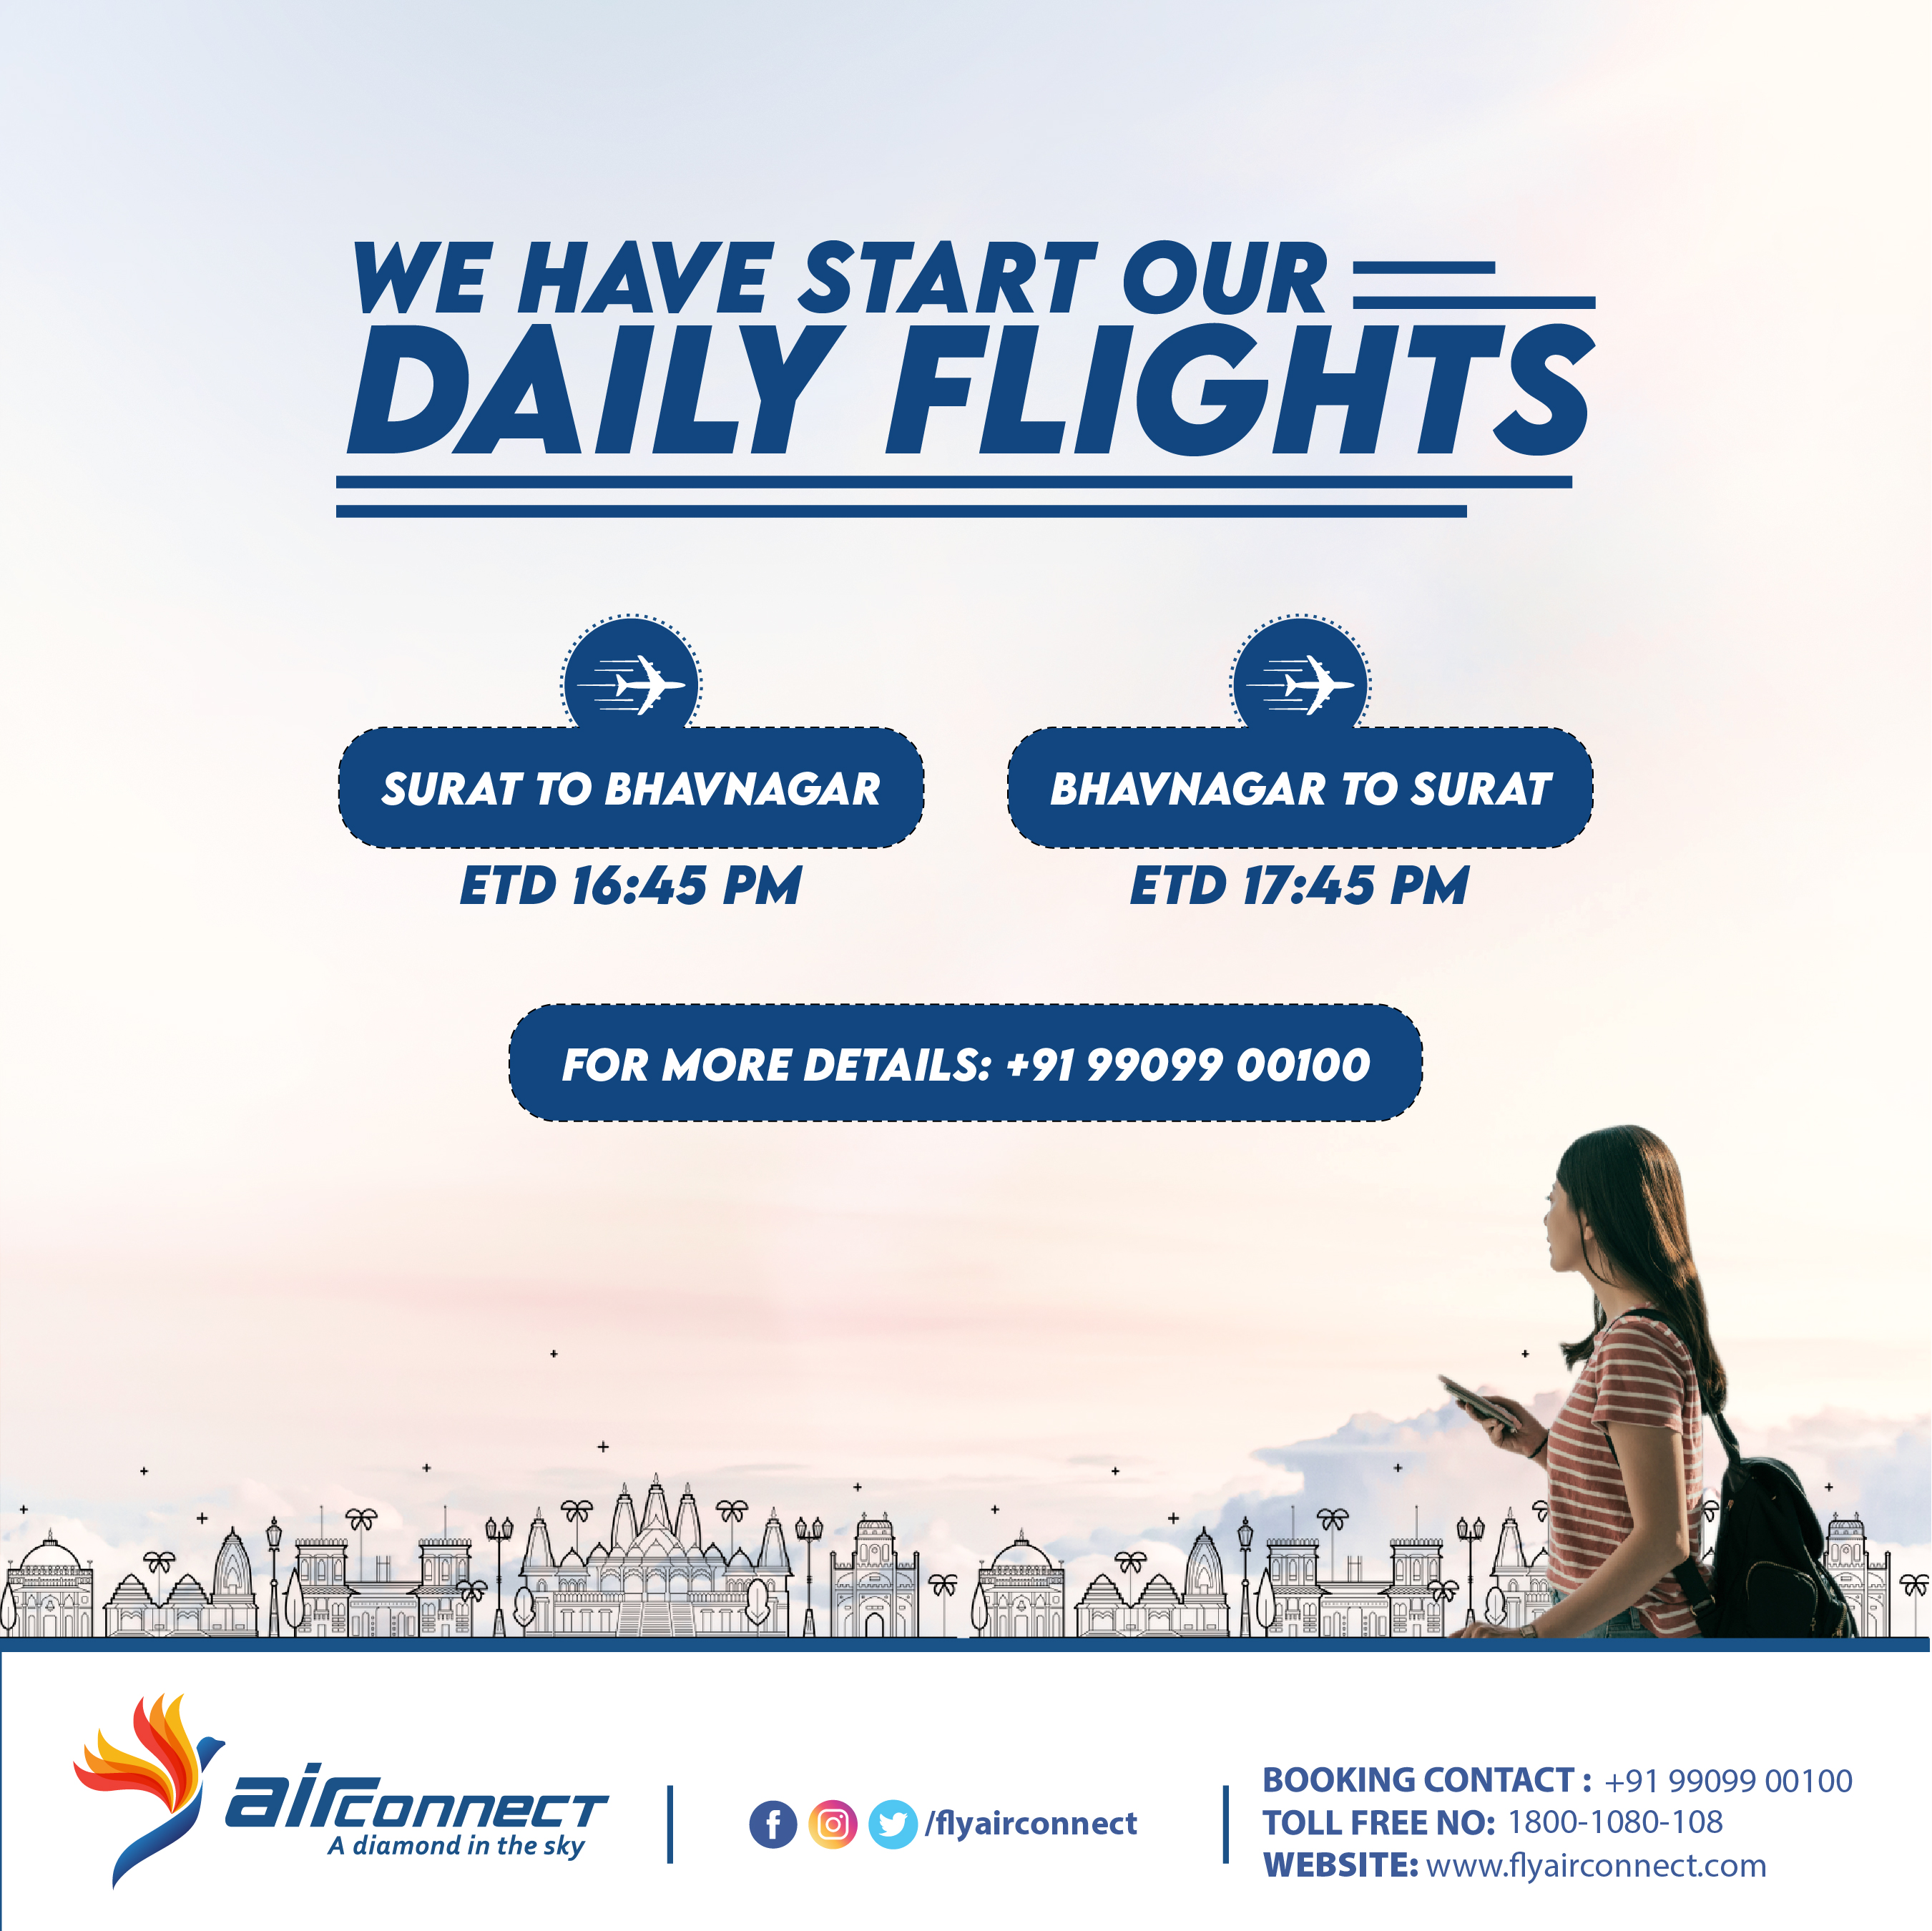 WE HAVE START OUR
DAILY FLIGHTS
SURAT TO BHAVNAGAR
ETD 16:45 PM
BHAVNAGAR TO SURAT
ETD 17:45 PM
FOR MORE DETAILS: +91 99099 00100
airconnect
A diamond in the sky
/flyairconnect
BOOKING CONTACT : +91 99099 00100
TOLL FREE NO: 1800-1080-108
WEBSITE: www.flyairconnect.com